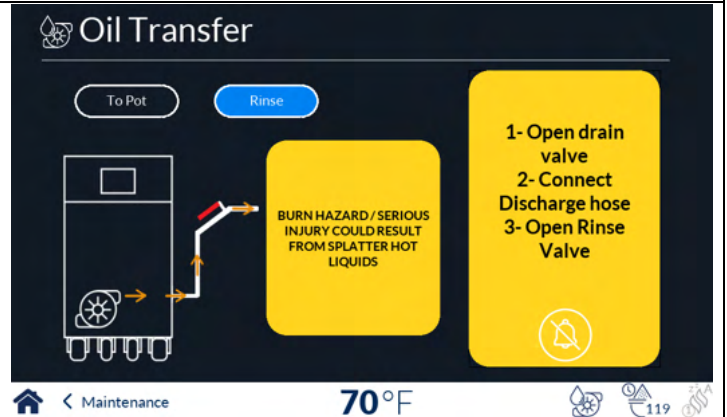 Oil Transfer
To Pot
Rinse
BURN HAZARD / SERIOUS
INJURY COULD RESULT
FROM SPLATTER HOT
LIQUIDS
1- Open drain
valve
2- Connect
Discharge hose
3- Open Rinse
Valve
Maintenance
70°F
119